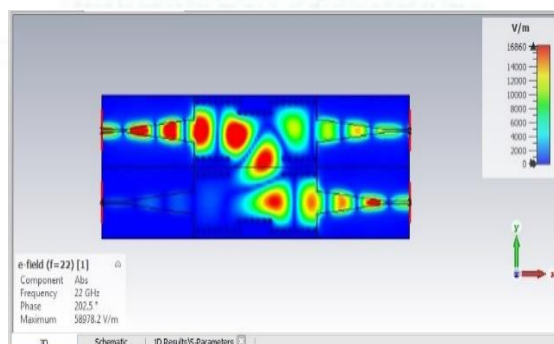 V/m
16860
14000
12000
10000
8000
6000
4000
2000
0
y
x
e-field (f=22) [1]
Component Abs
Frequency 22 GHz
Phase 202.5 °
Maximum 58978.2 V/m
3D Schematic 1D Results\S-Parameters